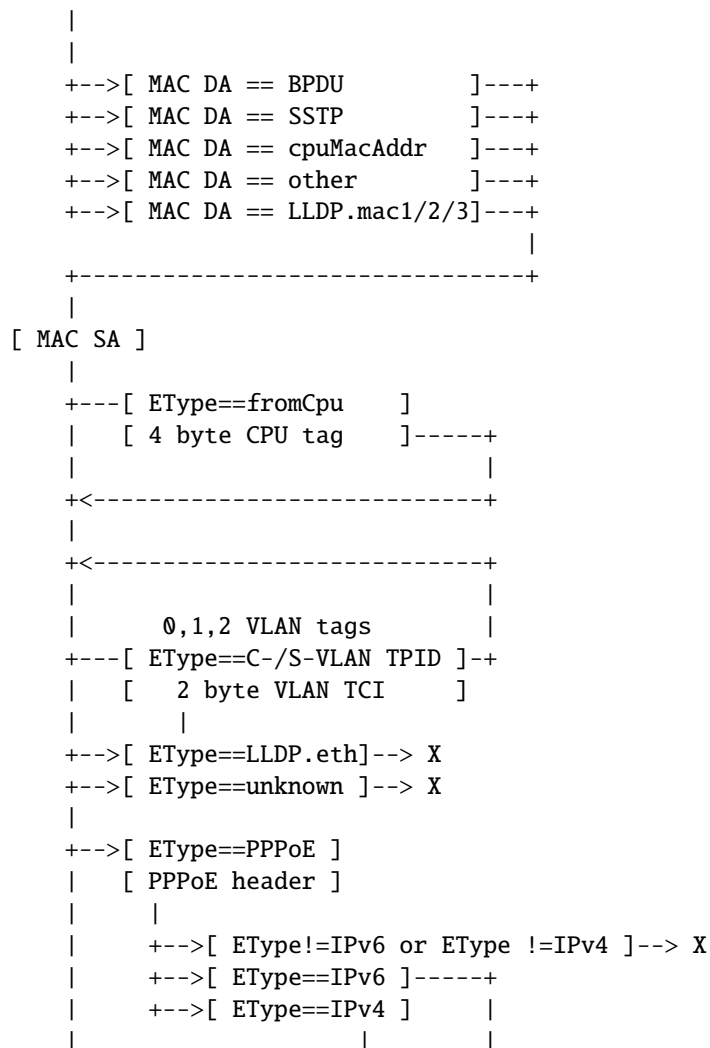 |
    |
    +-->[ MAC DA == BPDU         ]---+
    +-->[ MAC DA == SSTP         ]---+
    +-->[ MAC DA == cpuMacAddr   ]---+
    +-->[ MAC DA == other        ]---+
    +-->[ MAC DA == LLDP.mac1/2/3]---+
                                     |
    +--------------------------------+
    |
[ MAC SA ]
    |
    +---[ EType==fromCpu     ]
    |   [ 4 byte CPU tag     ]-----+
    |                              |
    +<-----------------------------+
    |
    +<-----------------------------+
    |                              |
    |      0,1,2 VLAN tags         |
    +---[ EType==C-/S-VLAN TPID ]-+
    |   [   2 byte VLAN TCI      ]
    |       |
    +-->[ EType==LLDP.eth]--> X
    +-->[ EType==unknown ]--> X
    |
    +-->[ EType==PPPoE ]
    |   [ PPPoE header ]
    |     |
    |     +-->[ EType!=IPv6 or EType !=IPv4 ]--> X
    |     +-->[ EType==IPv6 ]-----+
    |     +-->[ EType==IPv4 ]     |
    |                    |        |